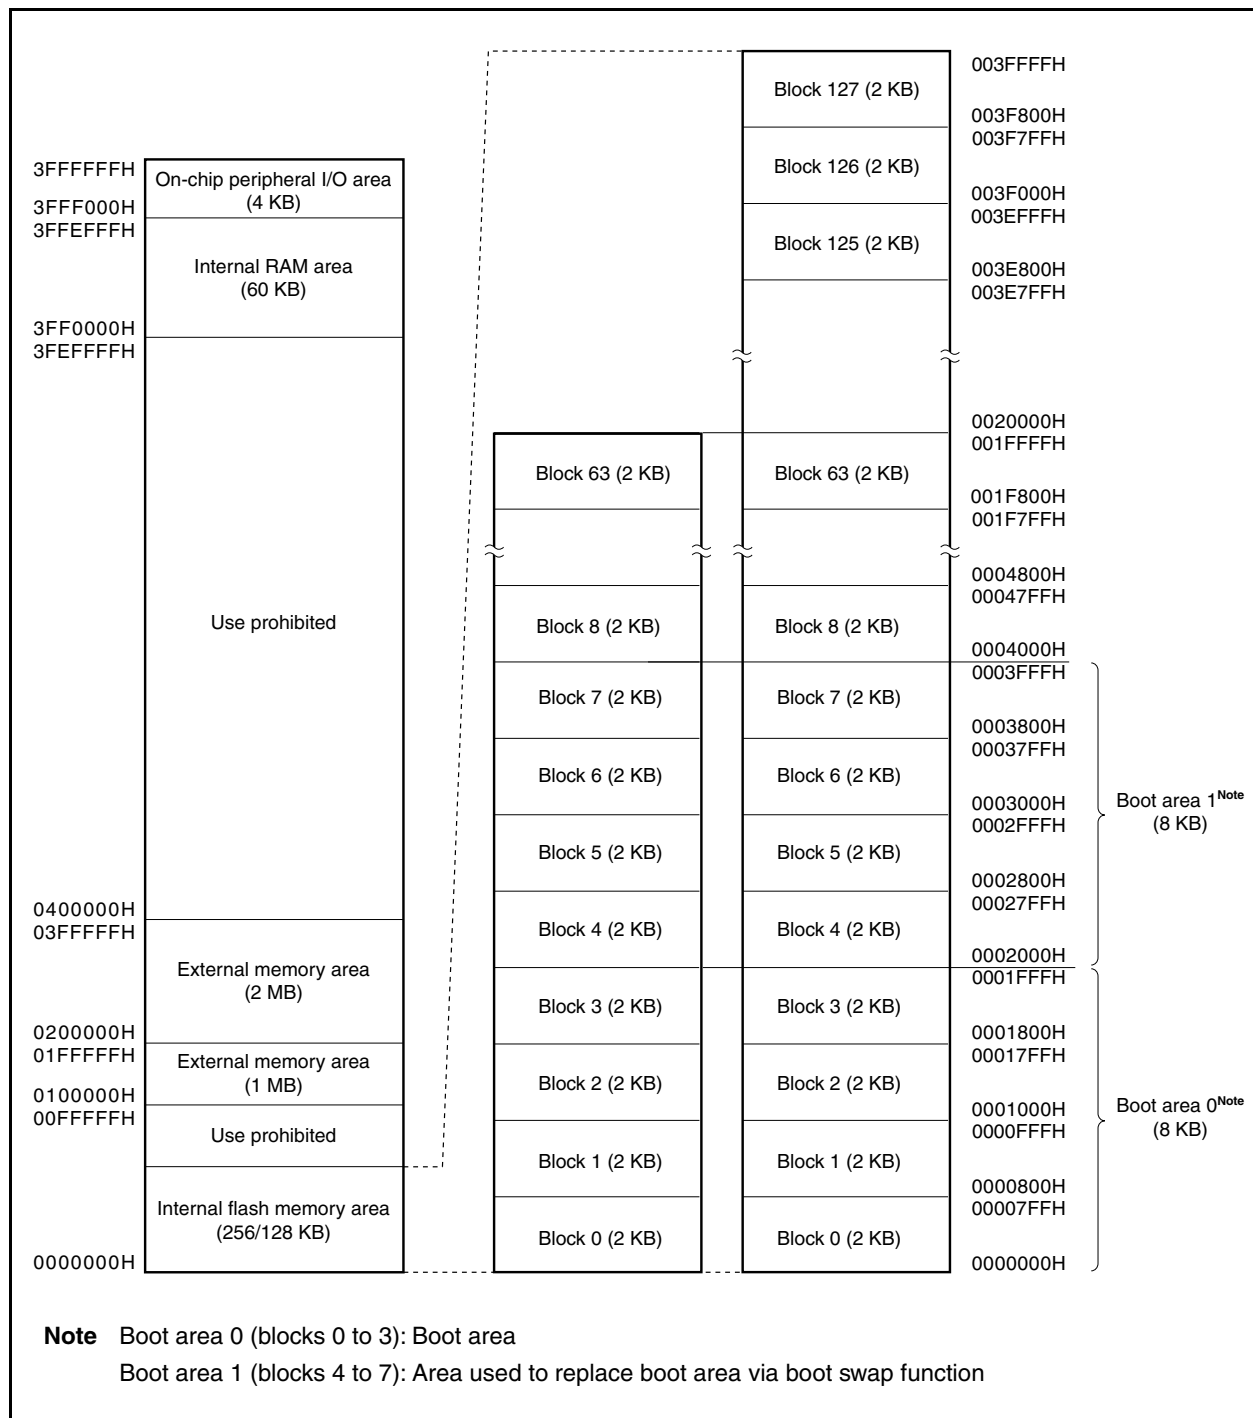 3FFFFFFH
On-chip peripheral I/O area
(4 KB)
3FFF000H
3FFEFFFH
Internal RAM area
(60 KB)
3FF0000H
3FEFFFFH
Use prohibited
0400000H
03FFFFFH
External memory area
(2 MB)
0200000H
01FFFFFH
External memory area
(1 MB)
0100000H
00FFFFFH
Use prohibited
Internal flash memory area
(256/128 KB)
0000000H
Block 63 (2 KB)
Block 8 (2 KB)
Block 7 (2 KB)
Block 6 (2 KB)
Block 5 (2 KB)
Block 4 (2 KB)
Block 3 (2 KB)
Block 2 (2 KB)
Block 1 (2 KB)
Block 0 (2 KB)
Block 127 (2 KB)
Block 126 (2 KB)
Block 125 (2 KB)
Block 63 (2 KB)
Block 8 (2 KB)
Block 7 (2 KB)
Block 6 (2 KB)
Block 5 (2 KB)
Block 4 (2 KB)
Block 3 (2 KB)
Block 2 (2 KB)
Block 1 (2 KB)
Block 0 (2 KB)
003FFFFH
003F800H
003F7FFH
003F000H
003EFFFH
003E800H
003E7FFH
0020000H
001FFFFH
001F800H
001F7FFH
0004800H
00047FFH
0004000H
0003FFFH
0003800H
00037FFH
0003000H
0002FFFH
0002800H
00027FFH
0002000H
0001FFFH
0001800H
00017FFH
0001000H
0000FFFH
0000800H
00007FFH
0000000H
Boot area 1Note
(8 KB)
Boot area 0Note
(8 KB)
Note Boot area 0 (blocks 0 to 3): Boot area
Boot area 1 (blocks 4 to 7): Area used to replace boot area via boot swap function